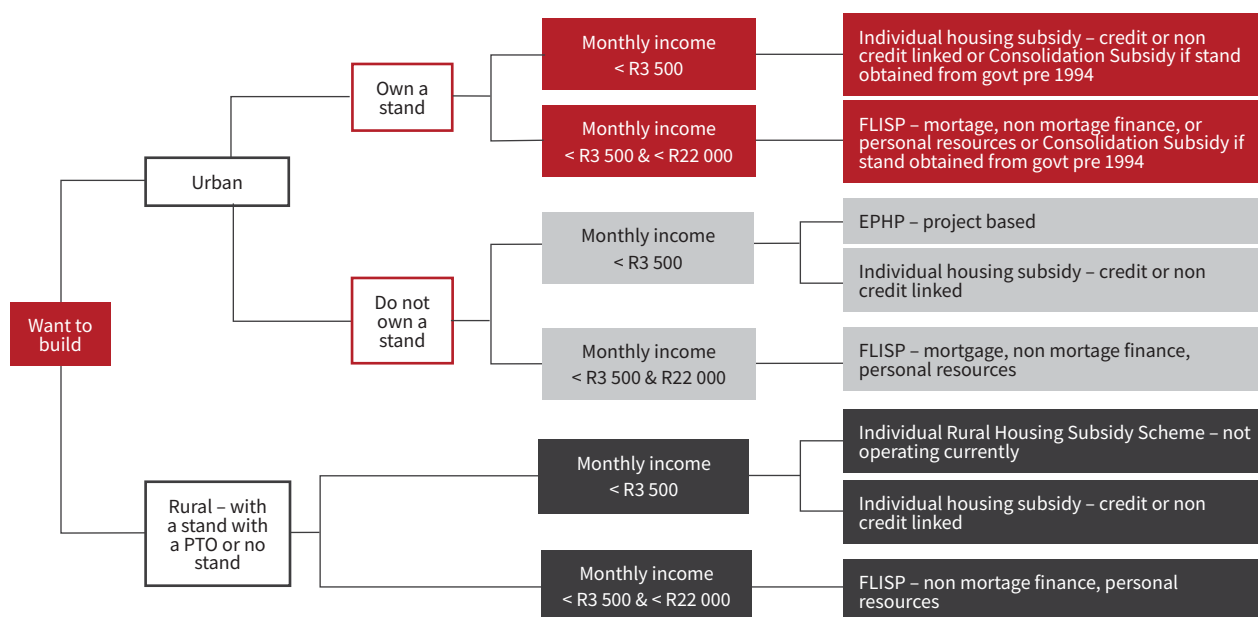 Want to
build
Urban
Own a
stand
Monthly income
< R3 500
Individual housing subsidy – credit or non
credit linked or Consolidation Subsidy if stand
obtained from govt pre 1994
Monthly income
< R3 500 & < R22 000
FLISP – mortage, non mortage finance, or
personal resources or Consolidation Subsidy if
stand obtained from govt pre 1994
Do not
own a
stand
Monthly income
< R3 500
EPHP – project based
Individual housing subsidy – credit or non
credit linked
Monthly income
< R3 500 & R22 000
FLISP – mortgage, non mortage finance,
personal resources
Rural – with
a stand with
a PTO or no
stand
Monthly income
< R3 500
Individual Rural Housing Subsidy Scheme – not
operating currently
Individual housing subsidy – credit or non
credit linked
Monthly income
< R3 500 & < R22 000
FLISP – non mortage finance, personal
resources